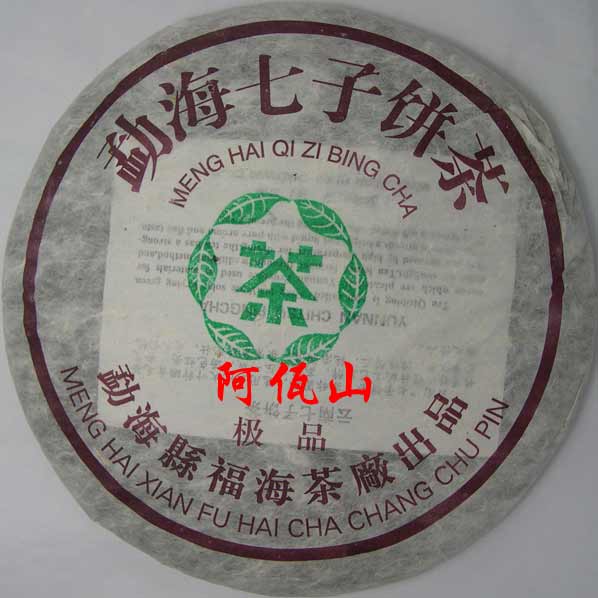 勐海七子饼茶
MENG HAI QI ZI BING CHA
茶
阿佤山
极品
勐海縣福海茶廠出品
MENG HAI XIAN FU HAI CHA CHANG CHU PIN